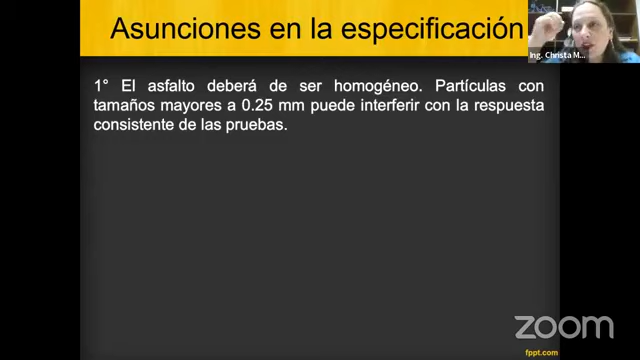 Asunciones en la especificación
Ing. Christa M...
1° El asfalto deberá de ser homogéneo. Partículas con
tamaños mayores a 0.25 mm puede interferir con la respuesta
consistente de las pruebas.
zoom
fppt.com